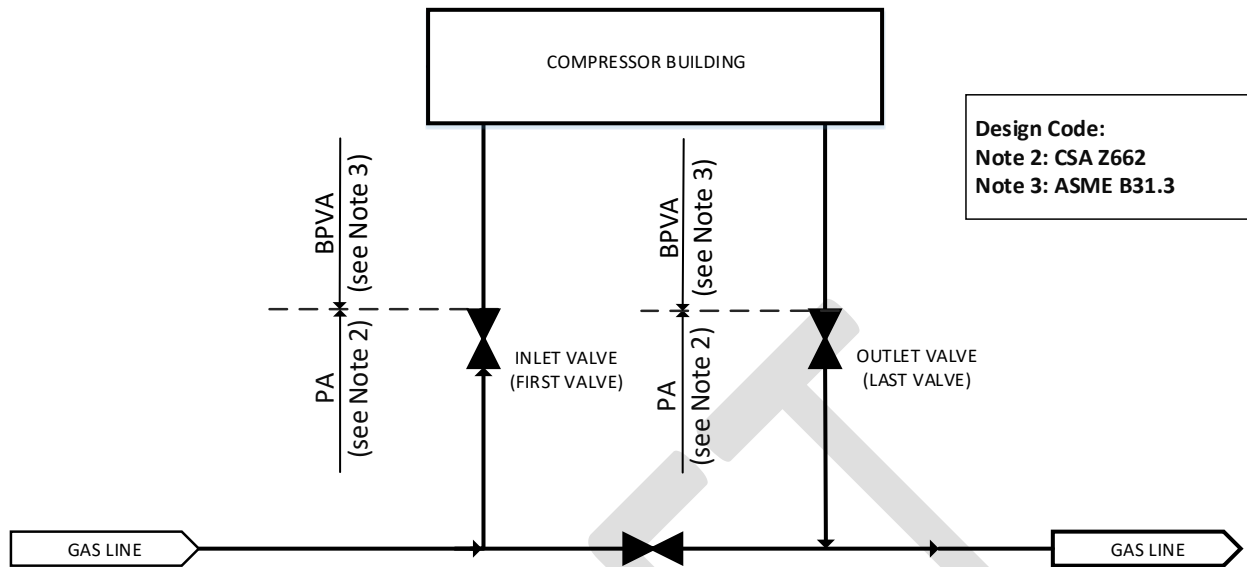 COMPRESSOR BUILDING
Design Code:
Note 2: CSA Z662
Note 3: ASME B31.3
BPVA
(see Note 3)
PA
(see Note 2)
INLET VALVE
(FIRST VALVE)
BPVA
(see Note 3)
PA
(see Note 2)
OUTLET VALVE
(LAST VALVE)
GAS LINE
GAS LINE